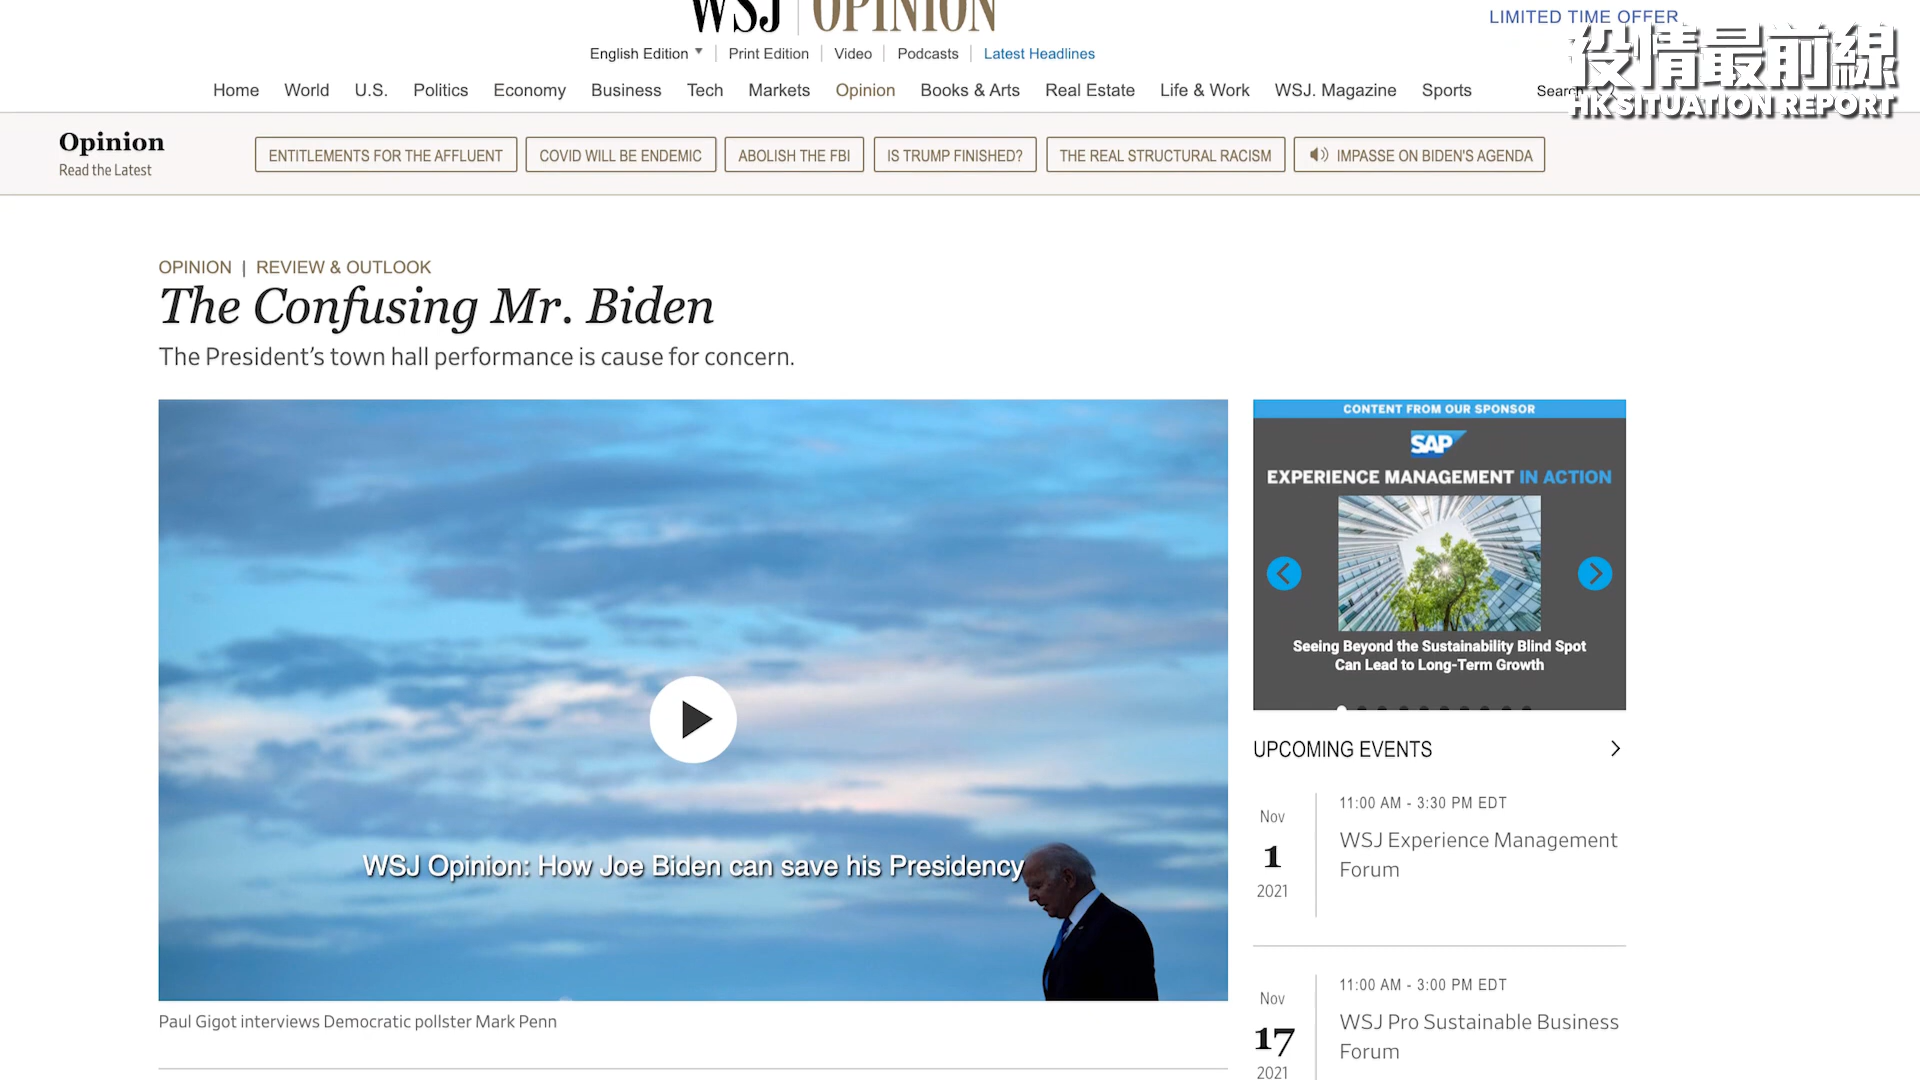 WSJ OPINION
LIMITED TIME OFFER
疫情最前線
HK SITUATION REPORT
English Edition
Print Edition
Video
Podcasts
Latest Headlines
Home World U.S. Politics Economy Business Tech Markets Opinion Books & Arts Real Estate Life & Work WSJ. Magazine Sports Search
Opinion
Read the Latest
ENTITLEMENTS FOR THE AFFLUENT
COVID WILL BE ENDEMIC
ABOLISH THE FBI
IS TRUMP FINISHED?
THE REAL STRUCTURAL RACISM
IMPASSE ON BIDEN'S AGENDA
OPINION | REVIEW & OUTLOOK
The Confusing Mr. Biden
The President's town hall performance is cause for concern.
WSJ Opinion: How Joe Biden can save his Presidency
Paul Gigot interviews Democratic pollster Mark Penn
CONTENT FROM OUR SPONSOR
SAP
EXPERIENCE MANAGEMENT IN ACTION
Seeing Beyond the Sustainability Blind Spot
Can Lead to Long-Term Growth
UPCOMING EVENTS
Nov
1
2021
11:00 AM - 3:30 PM EDT
WSJ Experience Management
Forum
Nov
17
2021
11:00 AM - 3:00 PM EDT
WSJ Pro Sustainable Business
Forum